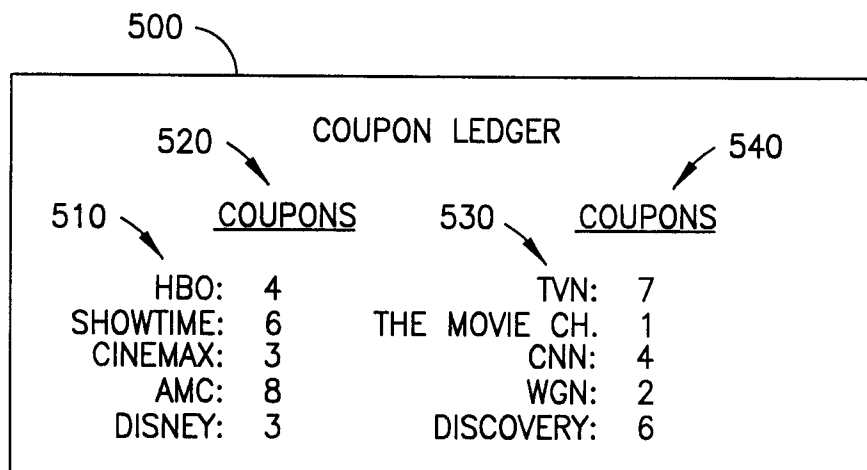 500
COUPON LEDGER
520
540
510
COUPONS
530
COUPONS
HBO: 4
TVN: 7
SHOWTIME: 6
THE MOVIE CH. 1
CINEMAX: 3
CNN: 4
AMC: 8
WGN: 2
DISNEY: 3
DISCOVERY: 6